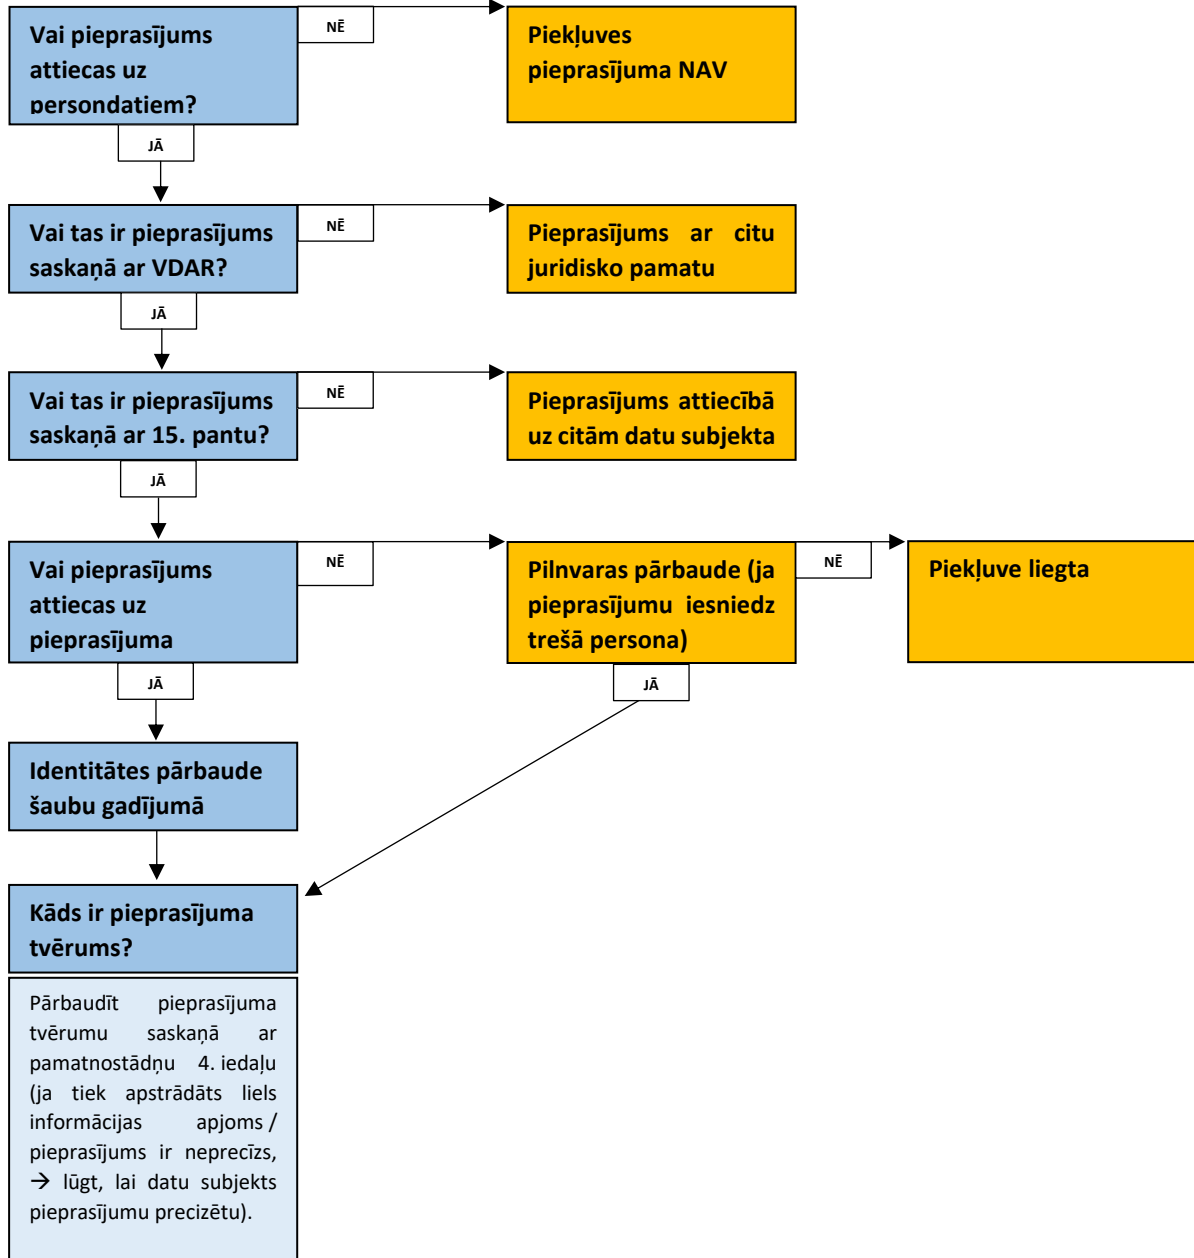 Vai pieprasījums
attiecas uz
persondatiem?
NĒ
Piekļuves
pieprasījuma NAV
JĀ
Vai tas ir pieprasījums
saskaņā ar VDAR?
NĒ
Pieprasījums ar citu
juridisko pamatu
JĀ
Vai tas ir pieprasījums
saskaņā ar 15. pantu?
NĒ
Pieprasījums attiecībā
uz citām datu subjekta
JĀ
Vai pieprasījums
attiecas uz
pieprasījuma
NĒ
Pilnvaras pārbaude (ja
pieprasījumu iesniedz
trešā persona)
NĒ
Piekļuve liegta
JĀ
JĀ
Identitātes pārbaude
šaubu gadījumā
Kāds ir pieprasījuma
tvērums?
Pārbaudīt pieprasījuma
tvērumu saskaņā ar
pamatnostādņu 4. iedaļu
(ja tiek apstrādāts liels
informācijas apjoms /
pieprasījums ir neprecīzs,
→ lūgt, lai datu subjekts
pieprasījumu precizētu).